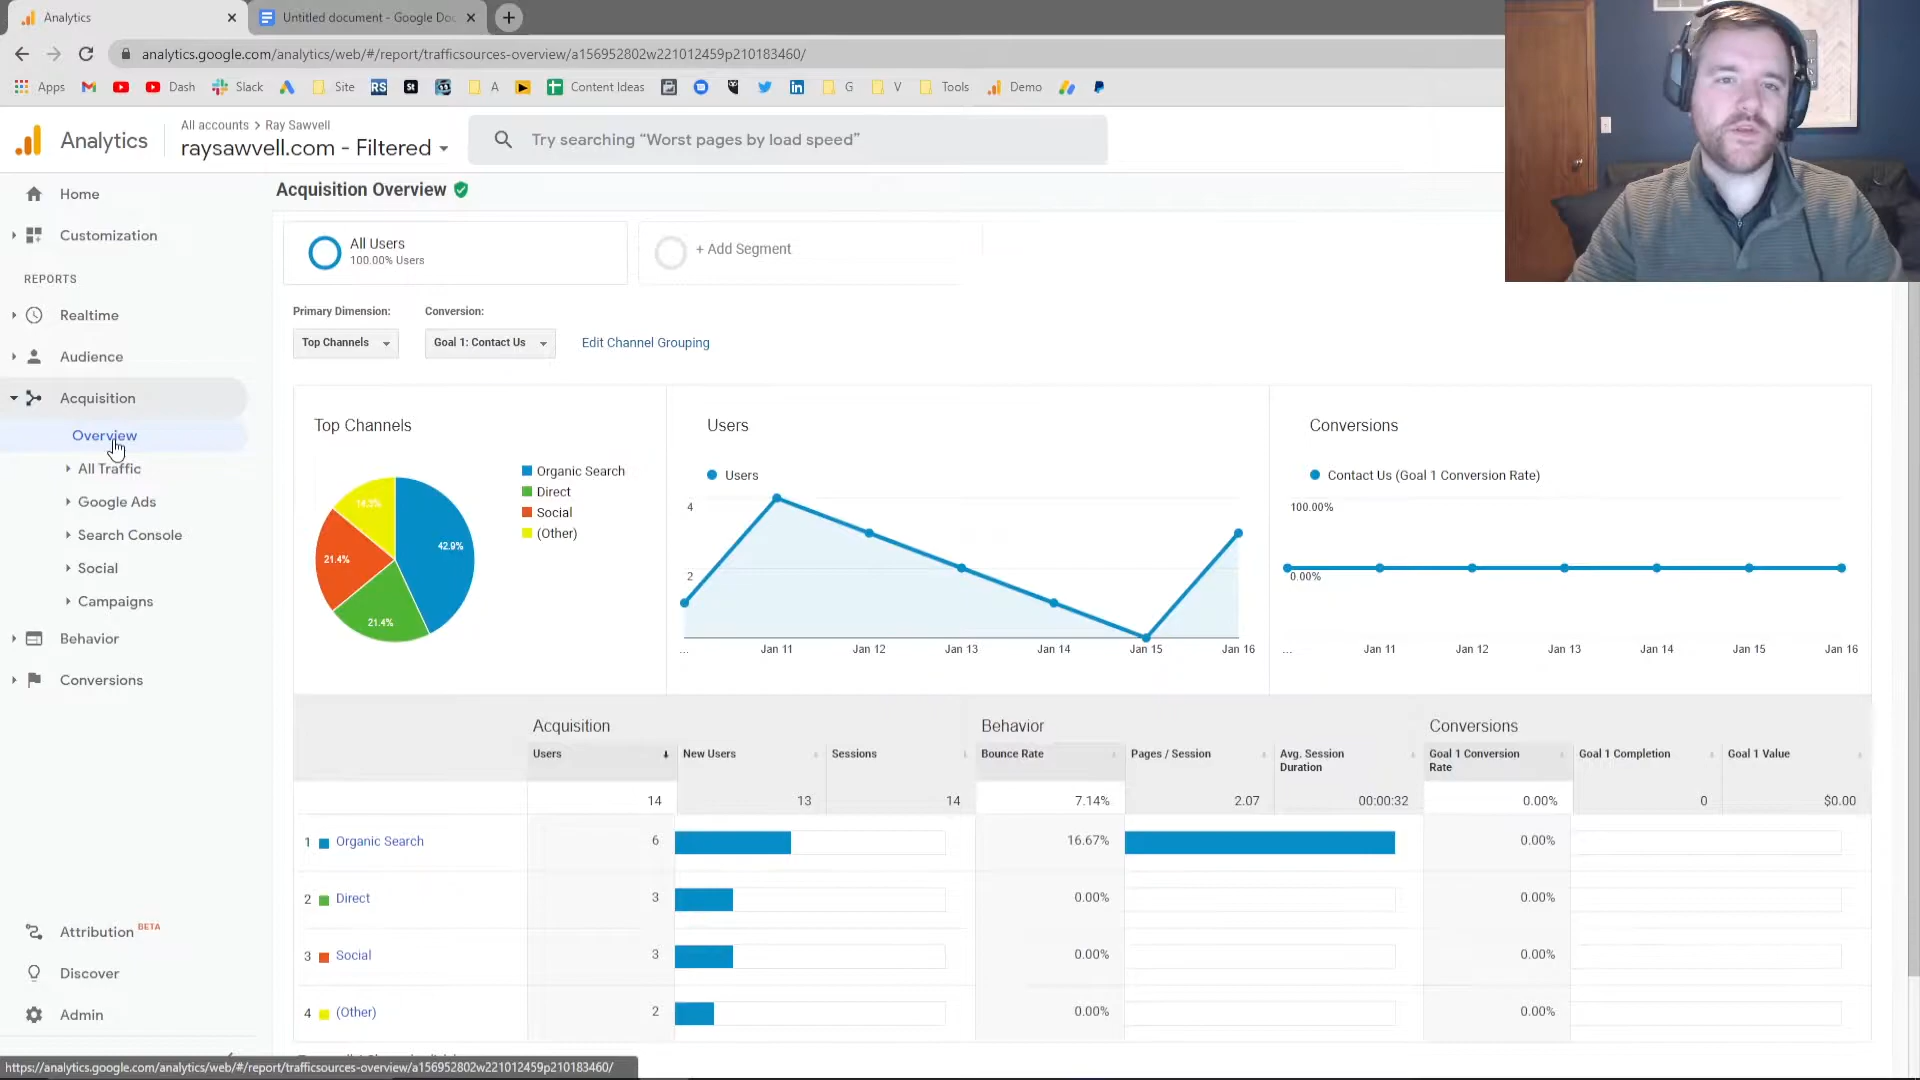 Analytics
Untitled document - Google Doc
analytics.google.com/analytics/web/#/report/trafficsources-overview/a156952802w221012459p210183460/
Apps
Dash
Slack
Site
RS
St
A
Content Ideas
G
V
Tools
Demo
Analytics
All accounts > Ray Sawvell
raysawvell.com - Filtered
Try searching “Worst pages by load speed”
Home
Customization
REPORTS
Realtime
Audience
Acquisition
Overview
All Traffic
Google Ads
Search Console
Social
Campaigns
Behavior
Conversions
Attribution BETA
Discover
Admin
Acquisition Overview
All Users
100.00% Users
+ Add Segment
Primary Dimension:
Conversion:
Top Channels
Goal 1: Contact Us
Edit Channel Grouping
Top Channels
Organic Search
Direct
Social
(Other)
42.9%
21.4%
21.4%
14.3%
Users
Users
4
2
...
Jan 11
Jan 12
Jan 13
Jan 14
Jan 15
Jan 16
Conversions
Contact Us (Goal 1 Conversion Rate)
100.00%
0.00%
...
Jan 11
Jan 12
Jan 13
Jan 14
Jan 15
Jan 16
Acquisition
Behavior
Conversions
Users
New Users
Sessions
Bounce Rate
Pages / Session
Avg. Session
Duration
Goal 1 Conversion
Rate
Goal 1 Completion
Goal 1 Value
14
13
14
7.14%
2.07
00:00:32
0.00%
0
$0.00
1 Organic Search
6
16.67%
0.00%
2 Direct
3
0.00%
0.00%
3 Social
3
0.00%
0.00%
4 (Other)
2
0.00%
0.00%
https://analytics.google.com/analytics/web/#/report/trafficsources-overview/a156952802w221012459p210183460/